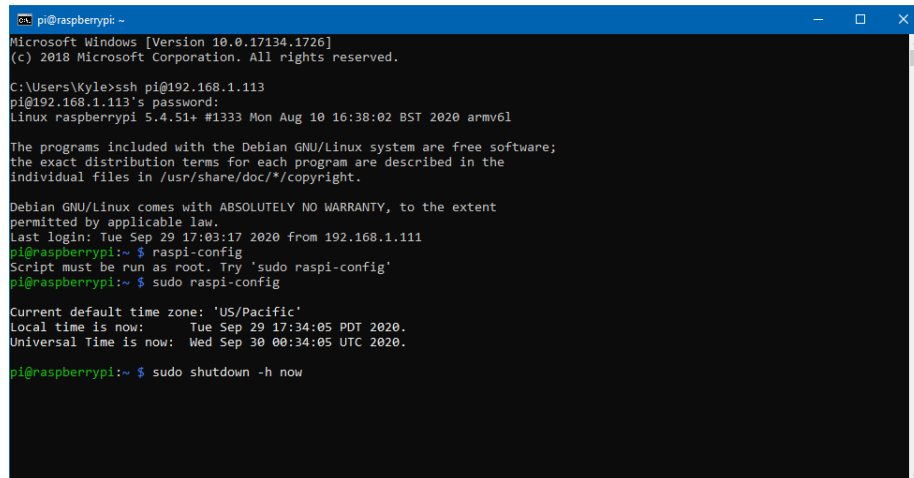 pi@raspberrypi: ~
Microsoft Windows [Version 10.0.17134.1726]
(c) 2018 Microsoft Corporation. All rights reserved.
C:\Users\Kyle>ssh pi@192.168.1.113
pi@192.168.1.113's password:
Linux raspberrypi 5.4.51+ #1333 Mon Aug 10 16:38:02 BST 2020 armv6l
The programs included with the Debian GNU/Linux system are free software;
the exact distribution terms for each program are described in the
individual files in /usr/share/doc/*/copyright.
Debian GNU/Linux comes with ABSOLUTELY NO WARRANTY, to the extent
permitted by applicable law.
Last login: Tue Sep 29 17:03:17 2020 from 192.168.1.111
pi@raspberrypi:~ $ raspi-config
Script must be run as root. Try 'sudo raspi-config'
pi@raspberrypi:~ $ sudo raspi-config
Current default time zone: 'US/Pacific'
Local time is now:      Tue Sep 29 17:34:05 PDT 2020.
Universal Time is now:  Wed Sep 30 00:34:05 UTC 2020.
pi@raspberrypi:~ $ sudo shutdown -h now